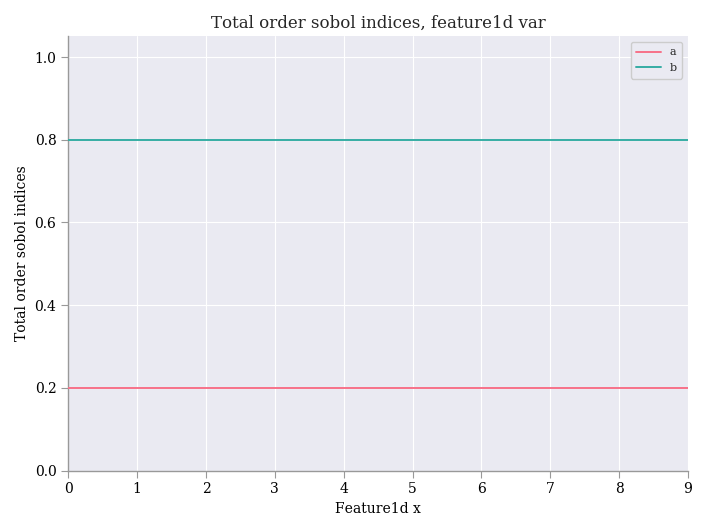 Total order sobol indices, feature1d var
a
b
Total order sobol indices
1.0
0.8
0.6
0.4
0.2
0.0
0 1 2 3 4 5 6 7 8 9
Feature1d x